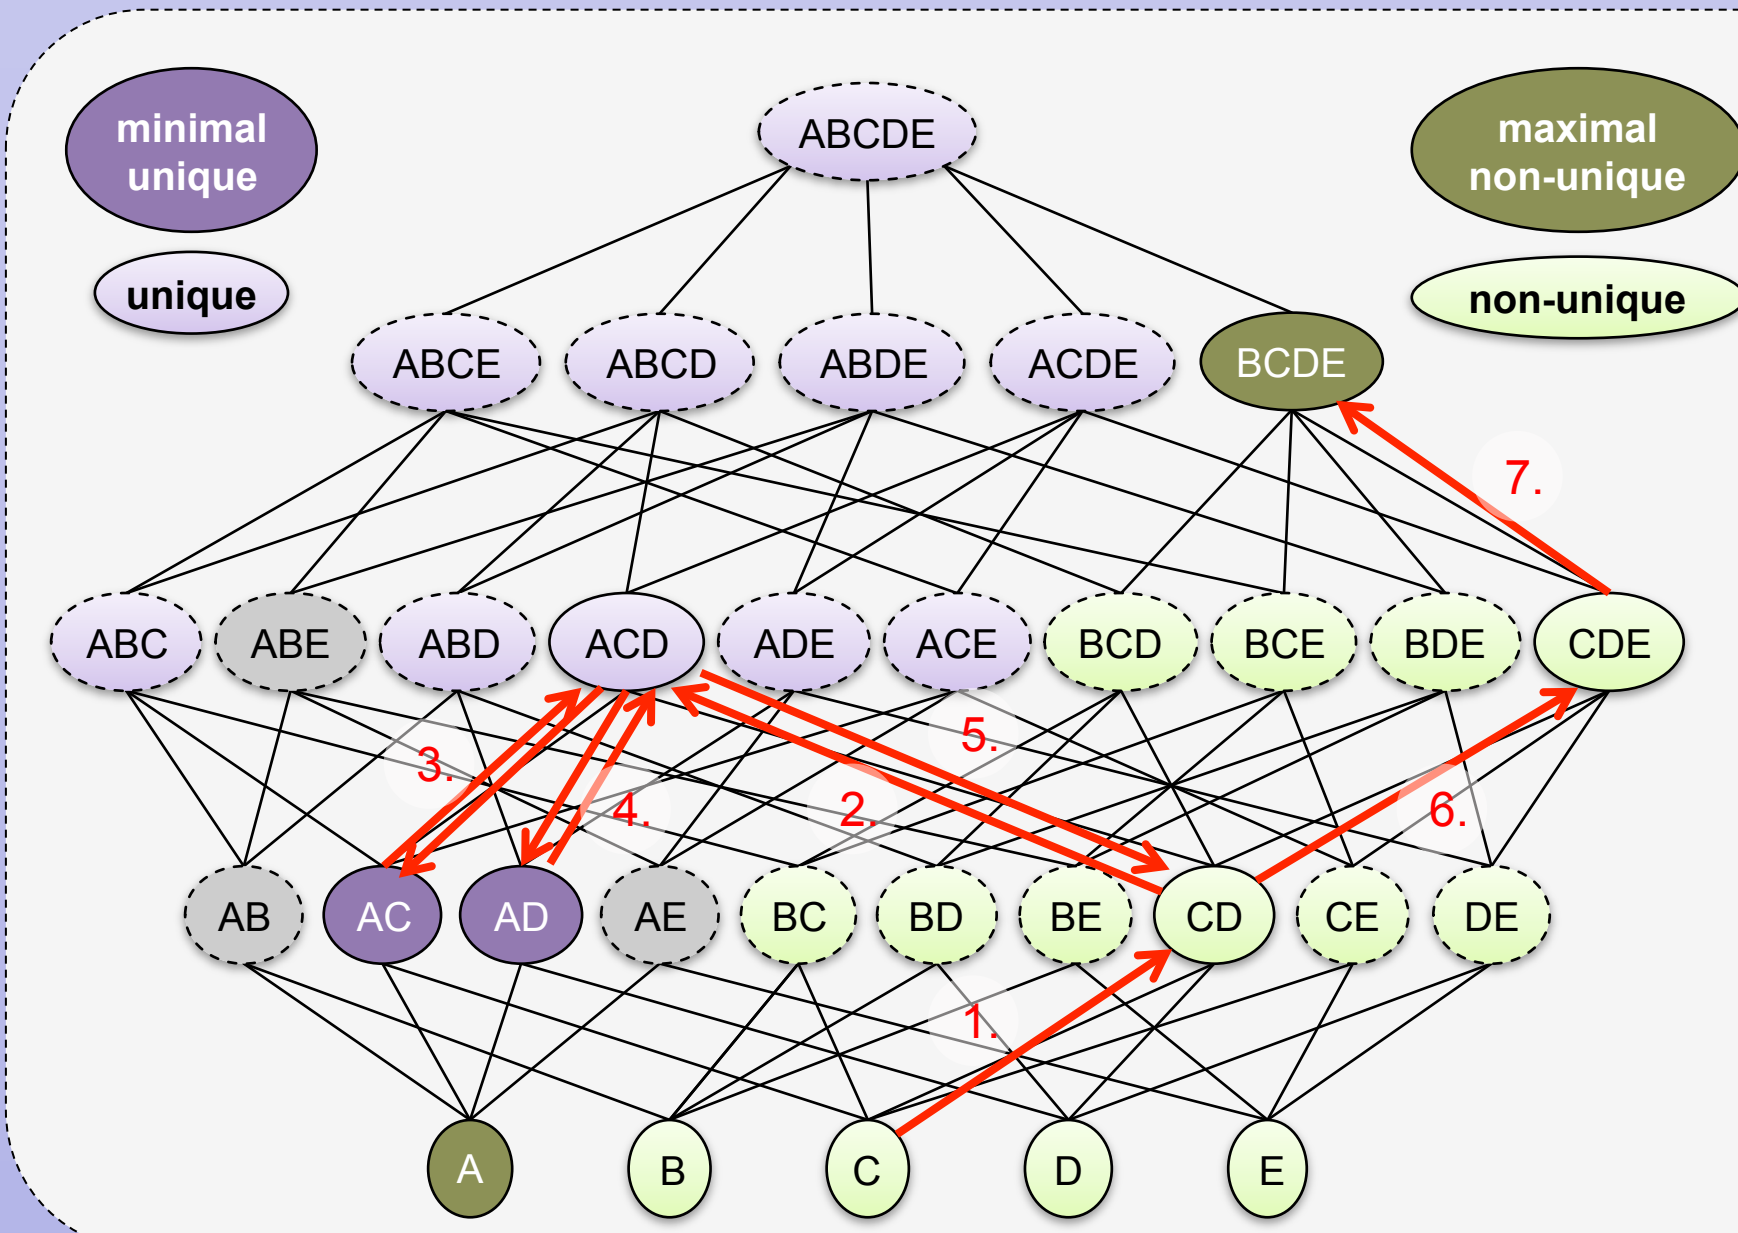 minimal
unique
unique
maximal
non-unique
non-unique
ABCDE
ABCE ABCD ABDE ACDE BCDE
7.
ABC ABE ABD ACD ADE ACE BCD BCE BDE CDE
3. 4. 2. 5. 6.
AB AC AD AE BC BD BE CD CE DE
1.
A B C D E